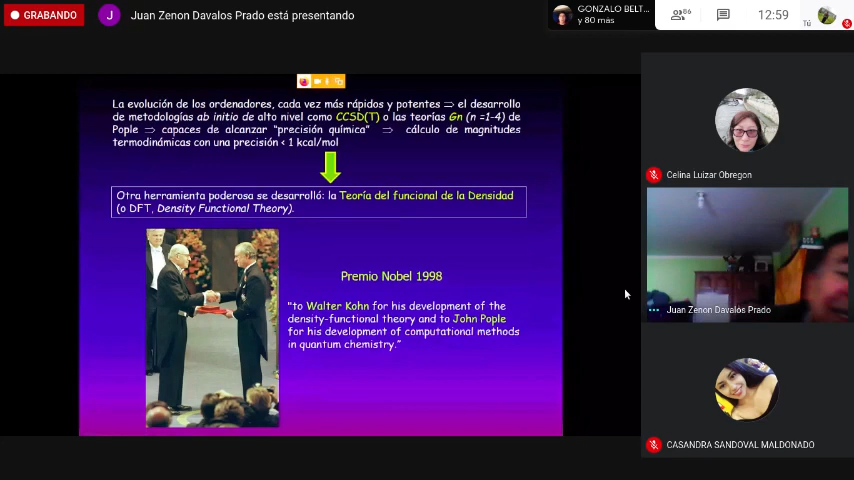 GRABANDO
J
Juan Zenon Davalos Prado está presentando
GONZALO BELT...
y 80 más
86
12:59
Tú
La evolución de los ordenadores, cada vez más rápidos y potentes ⇒ el desarrollo
de metodologías ab initio de alto nivel como CCSD(T) o las teorías Gn (n =1-4) de
Pople ⇒ capaces de alcanzar “precisión química” ⇒ cálculo de magnitudes
termodinámicas con una precisión < 1 kcal/mol
Otra herramienta poderosa se desarrolló: la Teoría del funcional de la Densidad
(o DFT, Density Functional Theory).
Premio Nobel 1998
"to Walter Kohn for his development of the
density-functional theory and to John Pople
for his development of computational methods
in quantum chemistry.”
Celina Luizar Obregon
Juan Zenon Davalos Prado
CASANDRA SANDOVAL MALDONADO